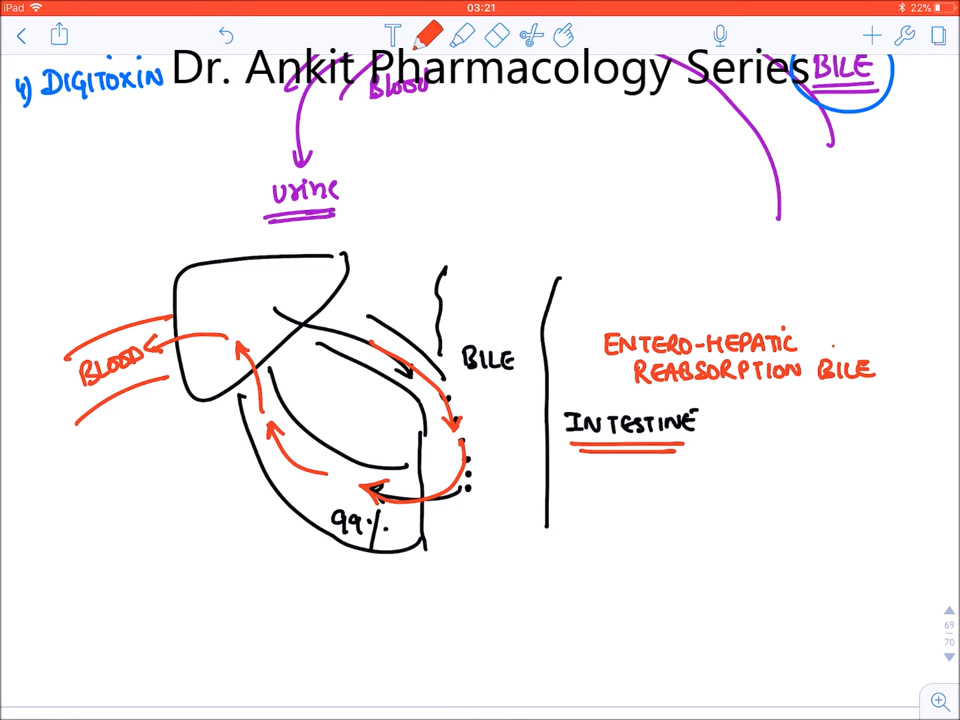 iPad
03:21
22%
T
4) DIGITOXIN
Dr. Ankit Pharmacology Series
BLOOD
BILE
Urine
BLOOD
BILE
ENTERO-HEPATIC
REABSORPTION BILE
INTESTINE
99%
69
70